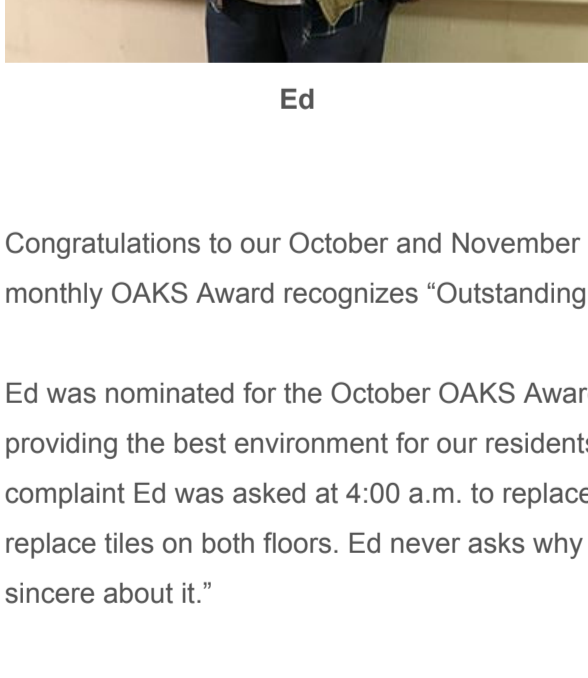 Ed
Congratulations to our October and November
monthly OAKS Award recognizes “Outstanding
Ed was nominated for the October OAKS Awar
providing the best environment for our residents
complaint Ed was asked at 4:00 a.m. to replace
replace tiles on both floors. Ed never asks why
sincere about it.”